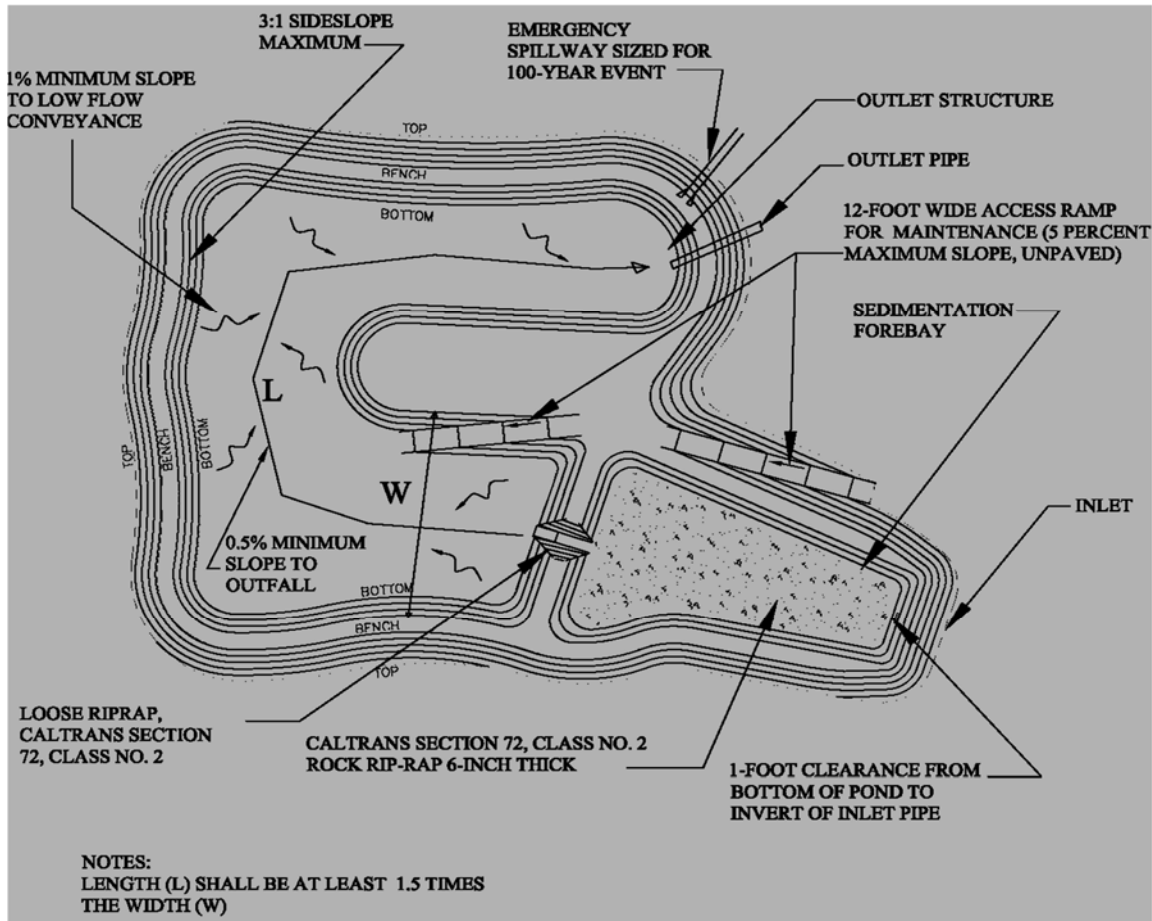 3:1 SIDESLOPE
MAXIMUM
EMERGENCY
SPILLWAY SIZED FOR
100-YEAR EVENT
1% MINIMUM SLOPE
TO LOW FLOW
CONVEYANCE
OUTLET STRUCTURE
TOP
OUTLET PIPE
BENCH
BOTTOM
12-FOOT WIDE ACCESS RAMP
FOR MAINTENANCE (5 PERCENT
MAXIMUM SLOPE, UNPAVED)
SEDIMENTATION
FOREBAY
L
TOP
BENCH
BOTTOM
W
INLET
0.5% MINIMUM
SLOPE TO
OUTFALL
BOTTOM
BENCH
TOP
LOOSE RIPRAP,
CALTRANS SECTION
72, CLASS NO. 2
CALTRANS SECTION 72, CLASS NO. 2
ROCK RIP-RAP 6-INCH THICK
1-FOOT CLEARANCE FROM
BOTTOM OF POND TO
INVERT OF INLET PIPE
NOTES:
LENGTH (L) SHALL BE AT LEAST 1.5 TIMES
THE WIDTH (W)